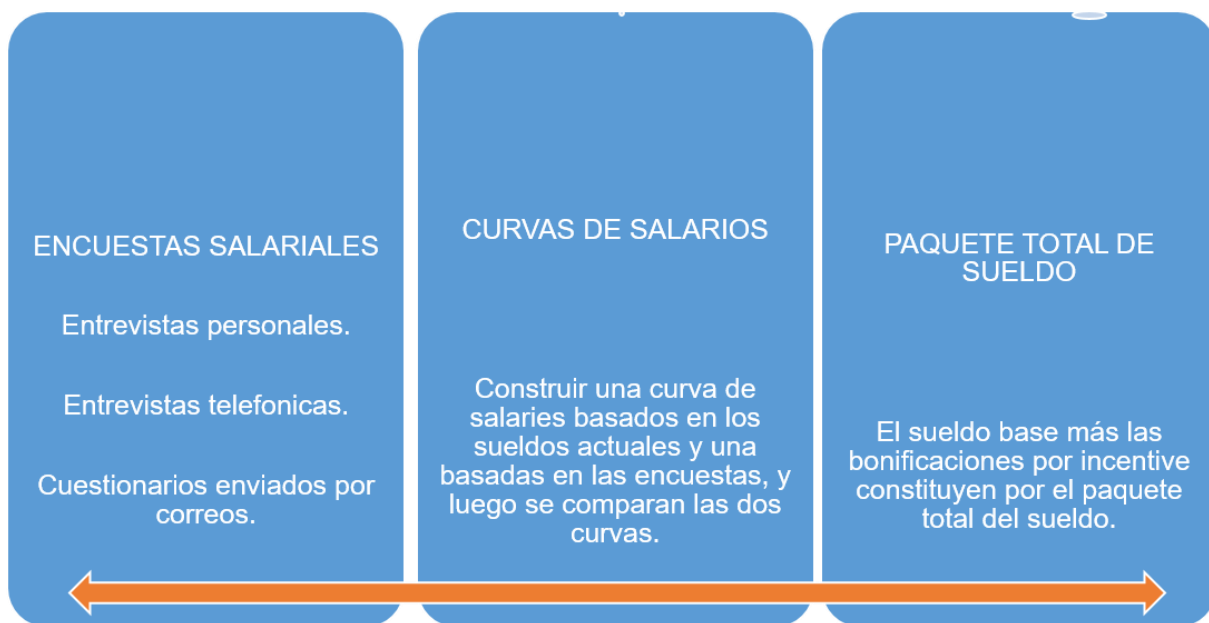 ENCUESTAS SALARIALES
Entrevistas personales.
Entrevistas telefonicas.
Cuestionarios enviados por
correos.
CURVAS DE SALARIOS
Construir una curva de
salaries basados en los
sueldos actuales y una
basadas en las encuestas, y
luego se comparan las dos
curvas.
PAQUETE TOTAL DE
SUELDO
El sueldo base más las
bonificaciones por incentive
constituyen por el paquete
total del sueldo.